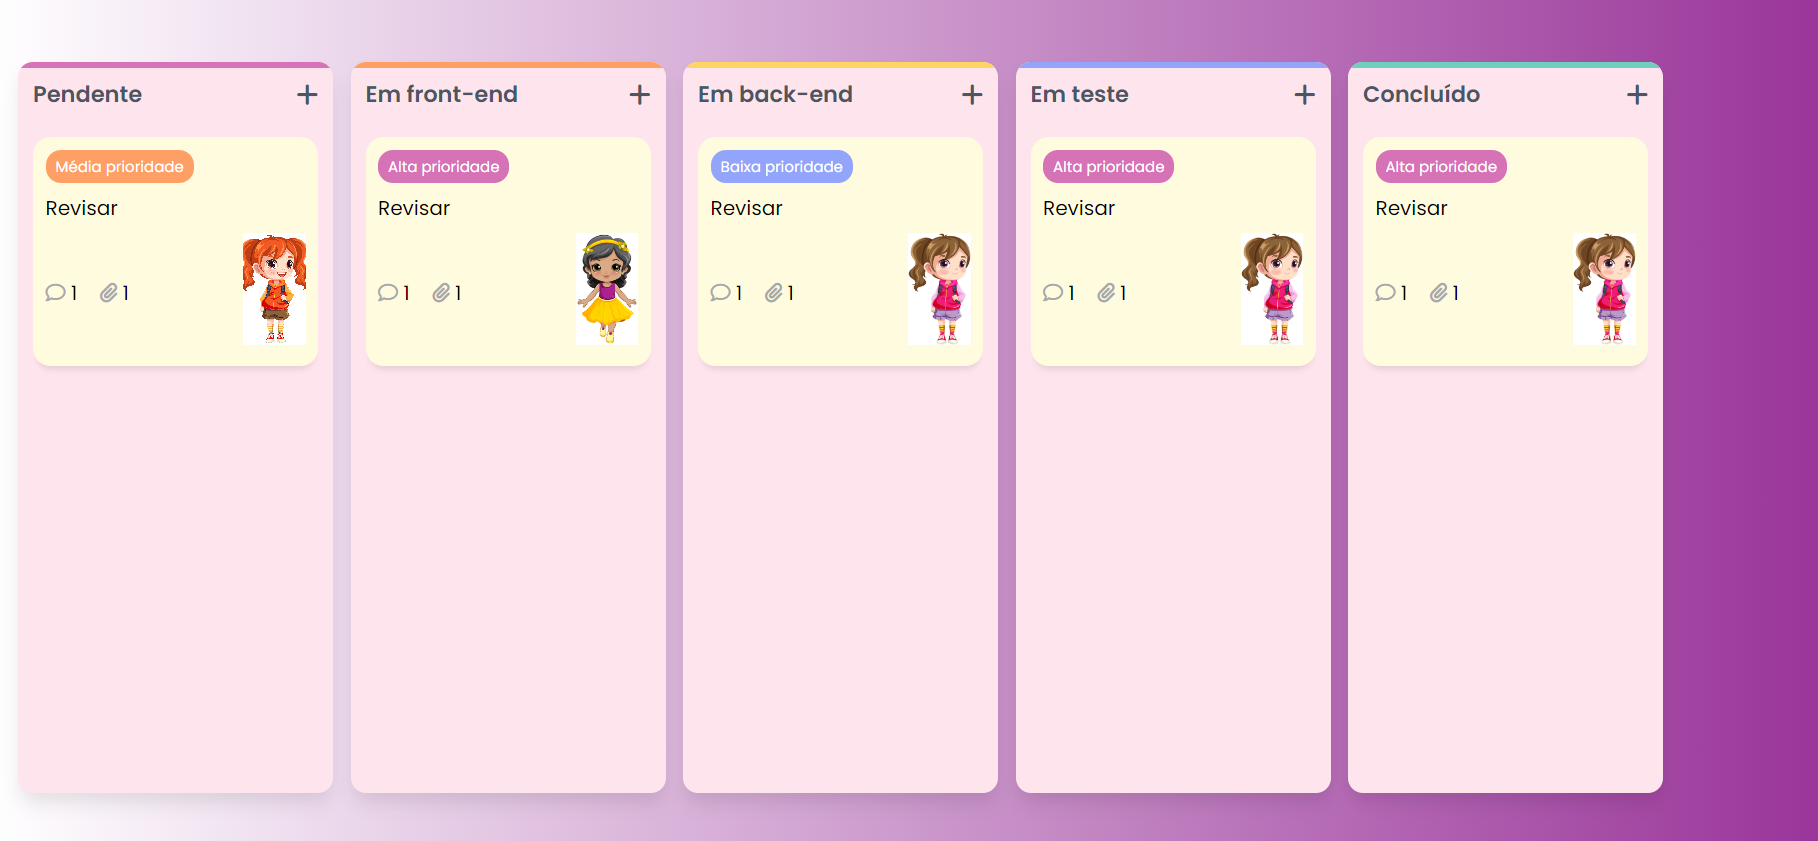 Pendente +
Média prioridade
Revisar
1 1
Em front-end +
Alta prioridade
Revisar
1 1
Em back-end +
Baixa prioridade
Revisar
1 1
Em teste +
Alta prioridade
Revisar
1 1
Concluído +
Alta prioridade
Revisar
1 1